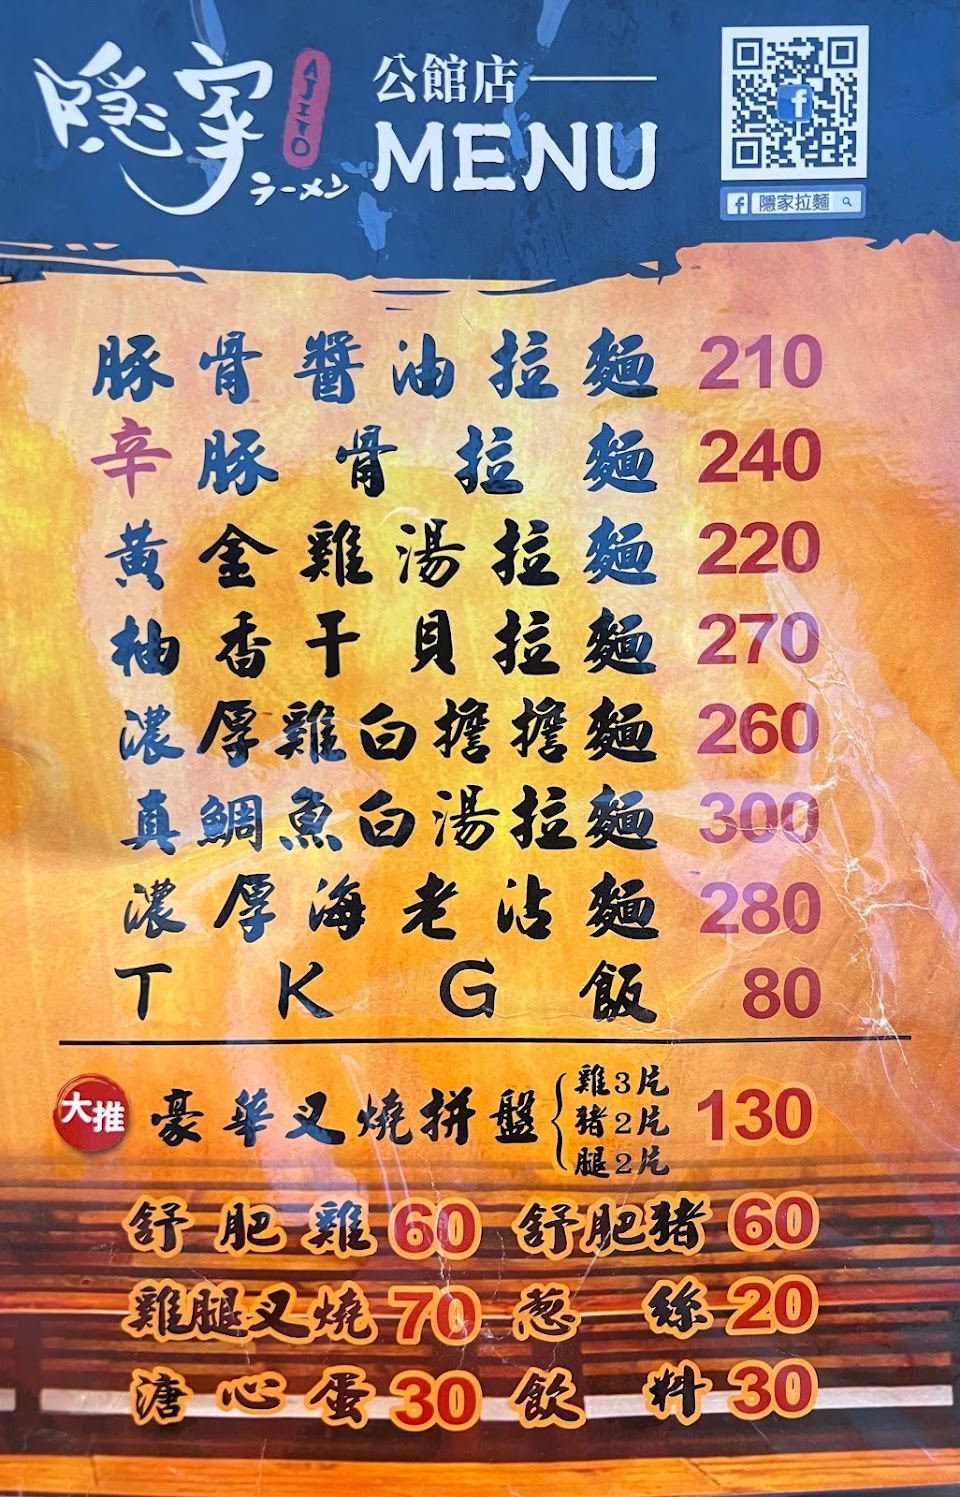 隱家
AJITO
ラーメン
公館店
MENU
隱家拉麵
豚骨醬油拉麵 210
辛豚骨拉麵 240
黃金雞湯拉麵 220
柚香干貝拉麵 270
濃厚雞白擔擔麵 260
真鯛魚白湯拉麵 300
濃厚海老沾麵 280
TKG飯 80
大推 豪華叉燒拼盤 130
雞3片
豬2片
腿2片
舒肥雞 60 舒肥豬 60
雞腿叉燒 70 葱絲 20
溏心蛋 30 飲料 30